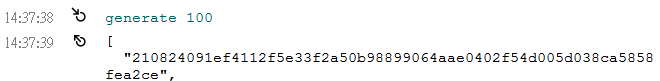 14:37:38 generate 100
14:37:39 [
"210824091ef4112f5e33f2a50b98899064aae0402f54d005d038ca5858
fea2ce",